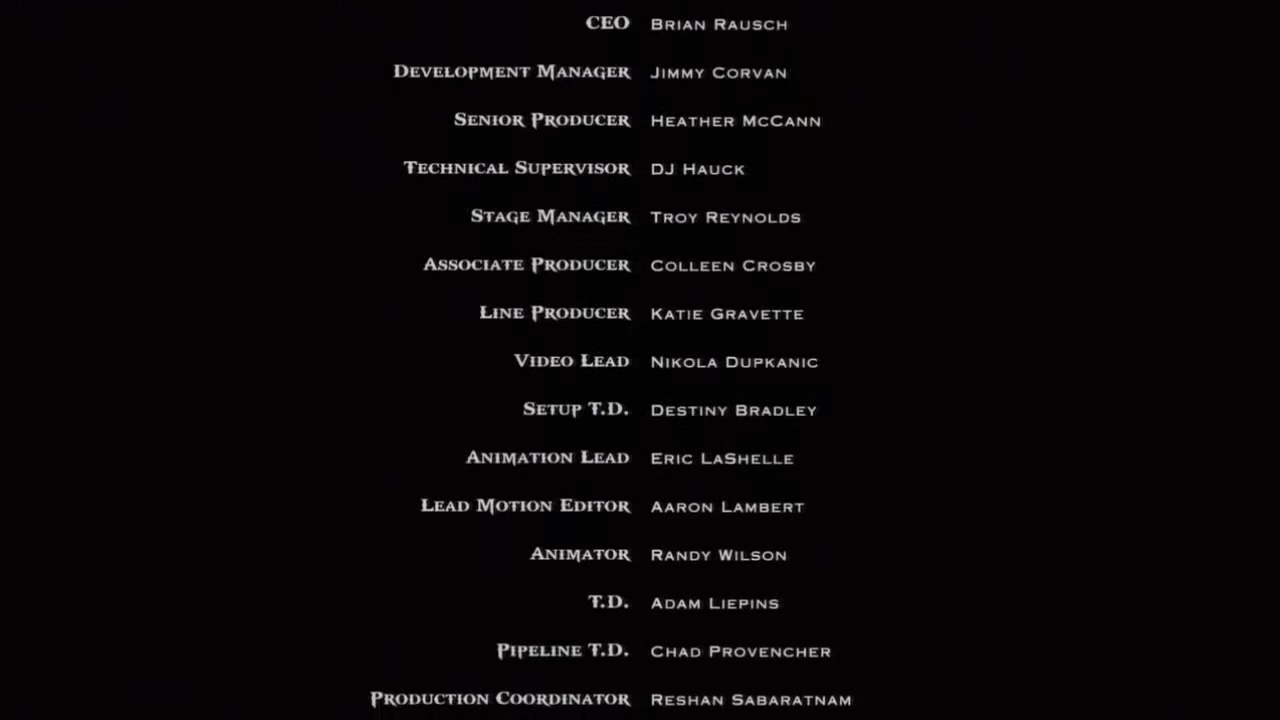 CEO Brian Rausch
Development Manager Jimmy Corvan
Senior Producer Heather McCann
Technical Supervisor DJ Hauck
Stage Manager Troy Reynolds
Associate Producer Colleen Crosby
Line Producer Katie Gravette
Video Lead Nikola Dupkanic
Setup T.D. Destiny Bradley
Animation Lead Eric LaShelle
Lead Motion Editor Aaron Lambert
Animator Randy Wilson
T.D. Adam Liepins
Pipeline T.D. Chad Provencher
Production Coordinator Reshan Sabaratnam